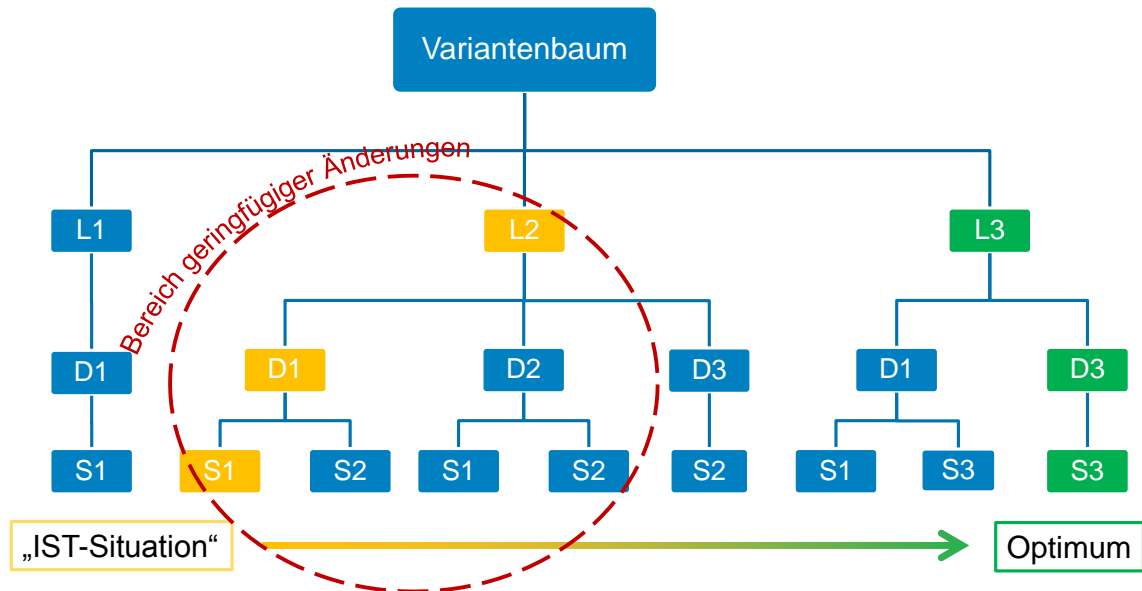 Variantenbaum
Bereich geringfügiger Änderungen
L1
L2
L3
D1
D1
D2
D3
D1
D3
S1
S1
S2
S1
S2
S2
S1
S3
S3
„IST-Situation“
Optimum